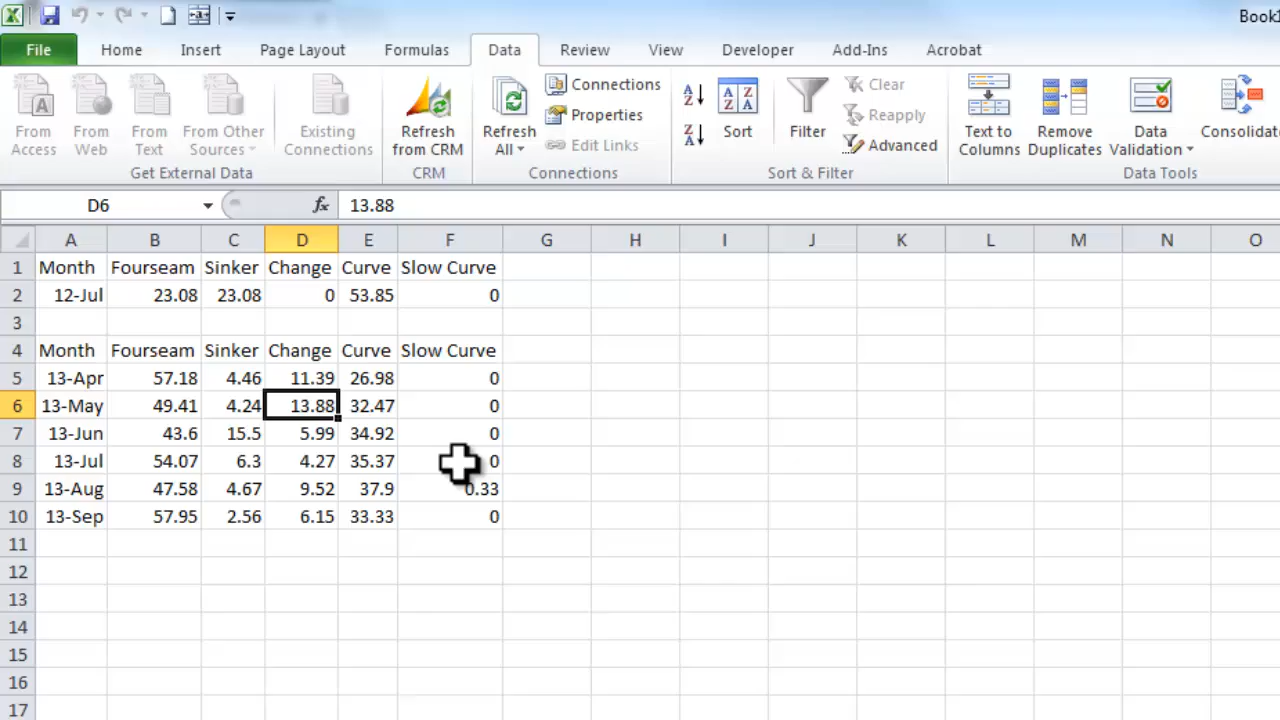 Book1
File Home Insert Page Layout Formulas Data Review View Developer Add-Ins Acrobat
From Access From Web From Text From Other Sources Existing Connections
Get External Data
Refresh from CRM
CRM
Refresh All Connections Properties Edit Links
Connections
Sort Filter Clear Reapply Advanced
Sort & Filter
Text to Columns Remove Duplicates Data Validation Consolidate
Data Tools
D6 fx 13.88
A B C D E F G H I J K L M N O
1 Month Fourseam Sinker Change Curve Slow Curve
2 12-Jul 23.08 23.08 0 53.85 0
3
4 Month Fourseam Sinker Change Curve Slow Curve
5 13-Apr 57.18 4.46 11.39 26.98 0
6 13-May 49.41 4.24 13.88 32.47 0
7 13-Jun 43.6 15.5 5.99 34.92 0
8 13-Jul 54.07 6.3 4.27 35.37 0
9 13-Aug 47.58 4.67 9.52 37.9 0.33
10 13-Sep 57.95 2.56 6.15 33.33 0
11
12
13
14
15
16
17